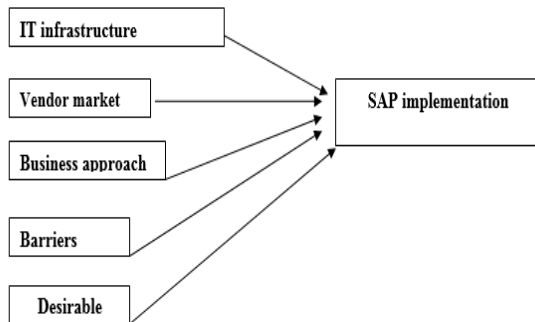 IT infrastructure
Vendor market
SAP implementation
Business approach
Barriers
Desirable